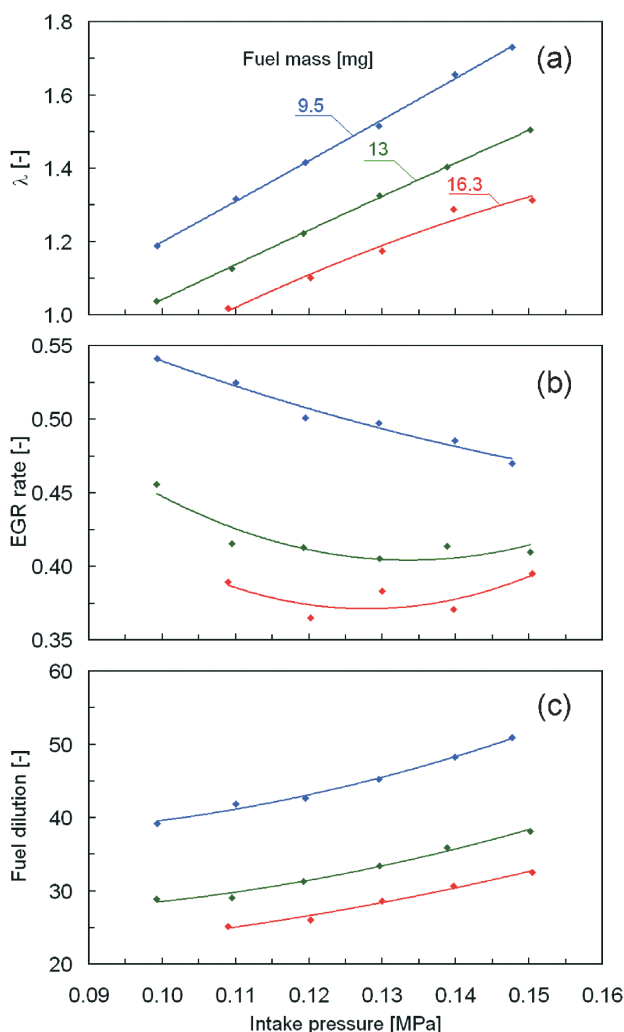 1.8
(a)
Fuel mass [mg]
1.6
9.5
λ [-]
1.4
13
16.3
1.2
1.0
0.55
(b)
0.50
EGR rate [-]
0.45
0.40
0.35
60
(c)
50
Fuel dilution [-]
40
30
20
0.09 0.10 0.11 0.12 0.13 0.14 0.15 0.16
Intake pressure [MPa]